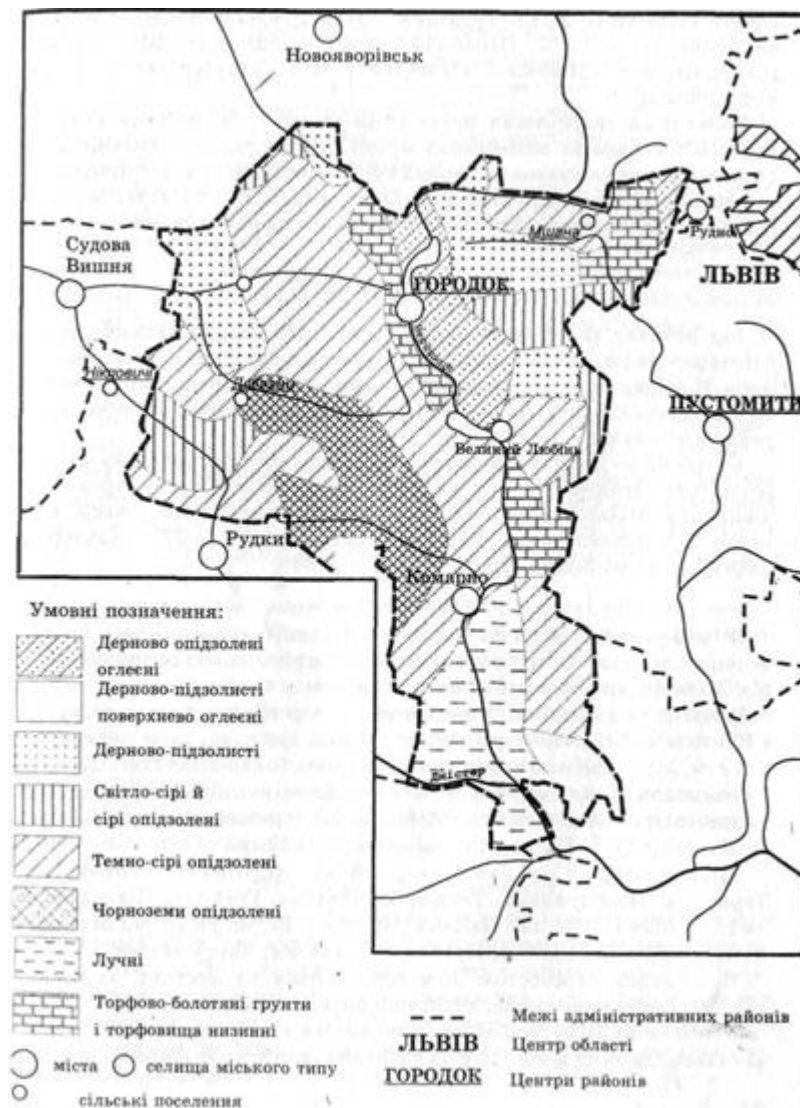 Новояворівськ
Мшана
Рудно
ЛЬВІВ
Судова
Вишня
ГОРОДОК
ПУСТОМИТИ
Великий Любінь
Рудки
Комарно
Дністер
Умовні позначення:
Дерново опідзолені
оглеєні
Дерново-підзолисті
поверхнево оглеєні
Дерново-підзолисті
Світло-сірі й
сірі опідзолені
Темно-сірі опідзолені
Чорноземи опідзолені
Лучні
Торфово-болотяні ґрунти
і торфовища низинні
міста
селища міського типу
сільські поселення
Межі адміністративних районів
ЛЬВІВ
Центр області
ГОРОДОК
Центри районів